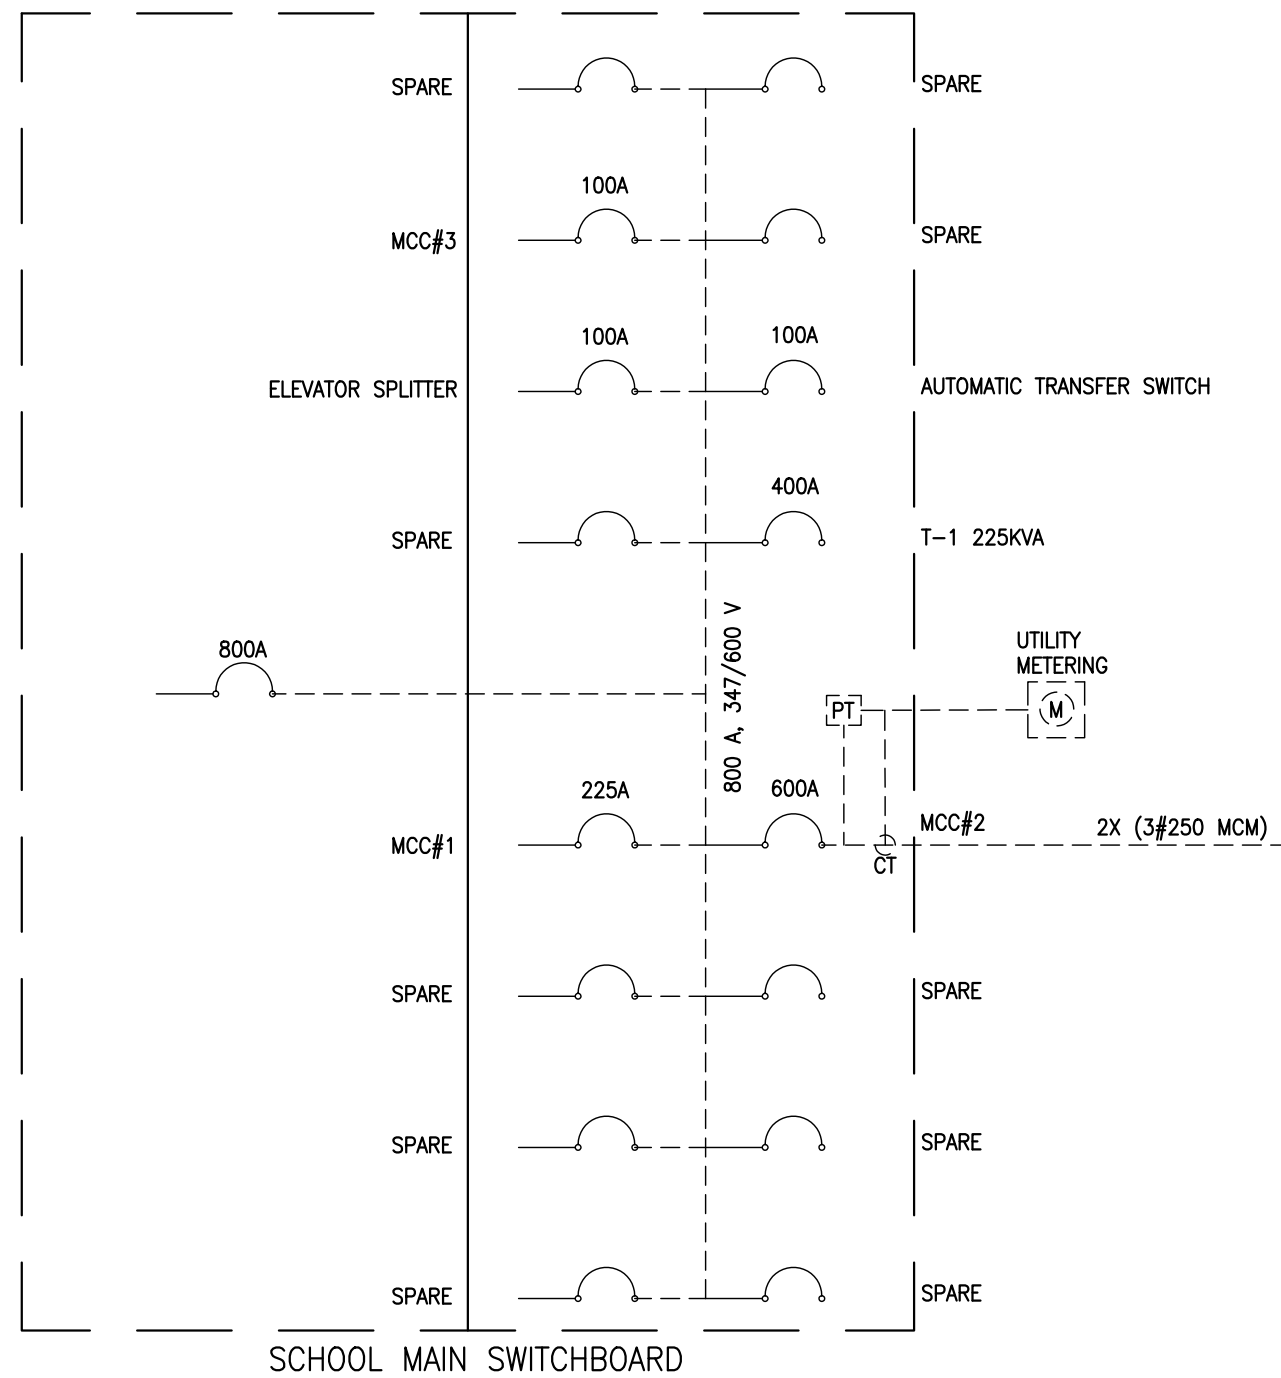 SPARE
SPARE
100A
MCC#3
SPARE
100A
100A
ELEVATOR SPLITTER
AUTOMATIC TRANSFER SWITCH
400A
SPARE
T-1 225KVA
800A
800 A, 347/600 V
UTILITY
METERING
PT
M
225A
600A
MCC#1
MCC#2
2X (3#250 MCM)
CT
SPARE
SPARE
SPARE
SPARE
SPARE
SPARE
SCHOOL MAIN SWITCHBOARD